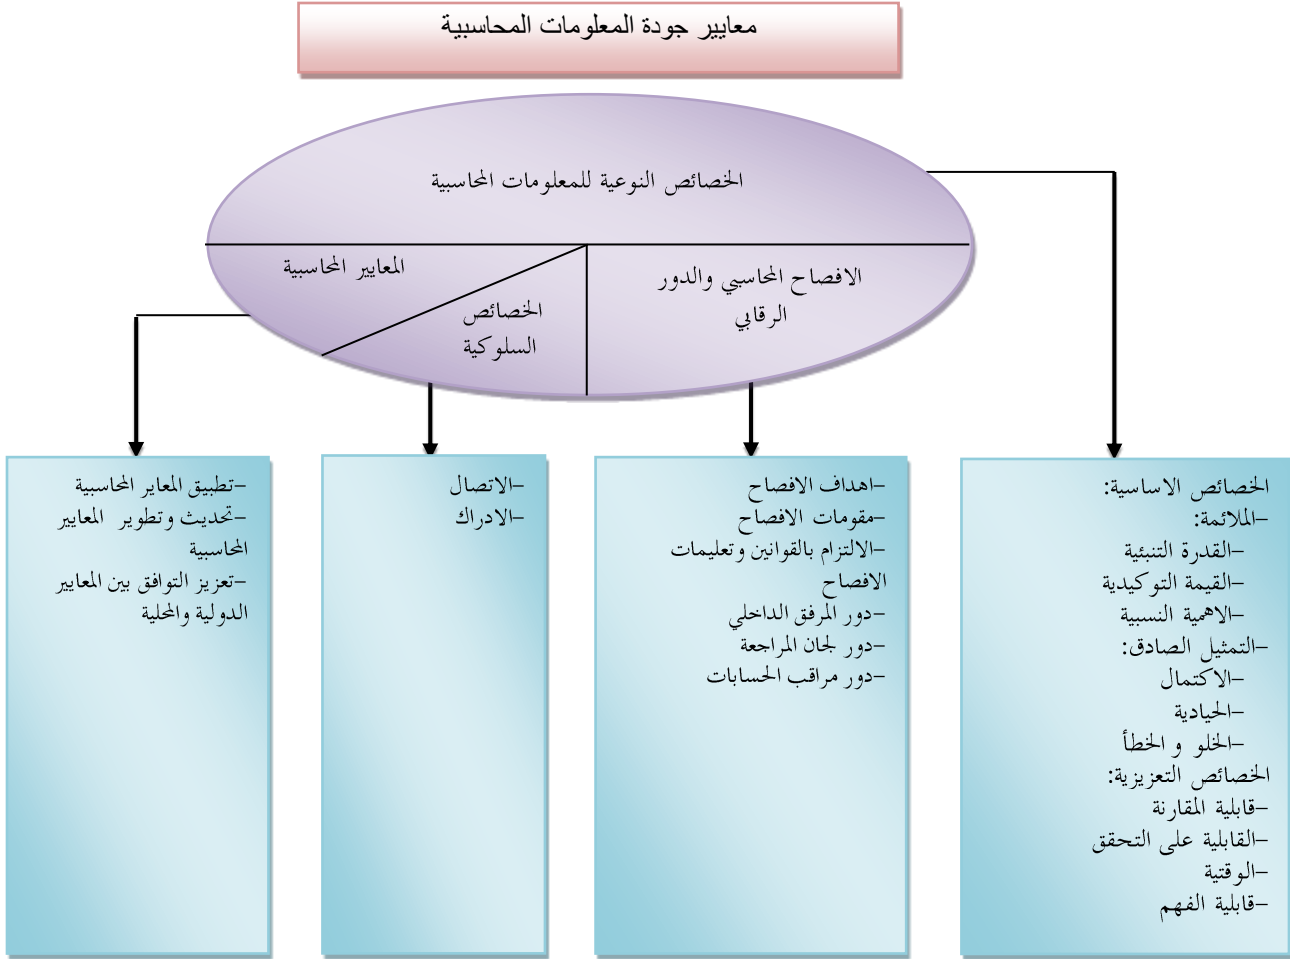 معايير جودة المعلومات المحاسبية
الخصائص النوعية للمعلومات المحاسبية
الافصاح المحاسبي والدور
الرقابي
المعايير المحاسبية
الخصائص
السلوكية
الخصائص الاساسية:
-الملائمة:
-القدرة التنبئية
-القيمة التوكيدية
-الاهمية النسبية
-التمثيل الصادق:
-الاكتمال
-الحيادية
-الخلو و الخطأ
الخصائص التعزيزية:
-قابلية المقارنة
-القابلية على التحقق
-الوقتية
-قابلية الفهم
-اهداف الافصاح
-مقومات الافصاح
-الالتزام بالقوانين وتعليمات
الافصاح
-دور المرفق الداخلي
-دور لجان المراجعة
-دور مراقب الحسابات
-الاتصال
-الادراك
-تطبيق المعاير المحاسبية
-تحديث وتطوير المعايير
المحاسبية
-تعزيز التوافق بين المعايير
الدولية والمحلية